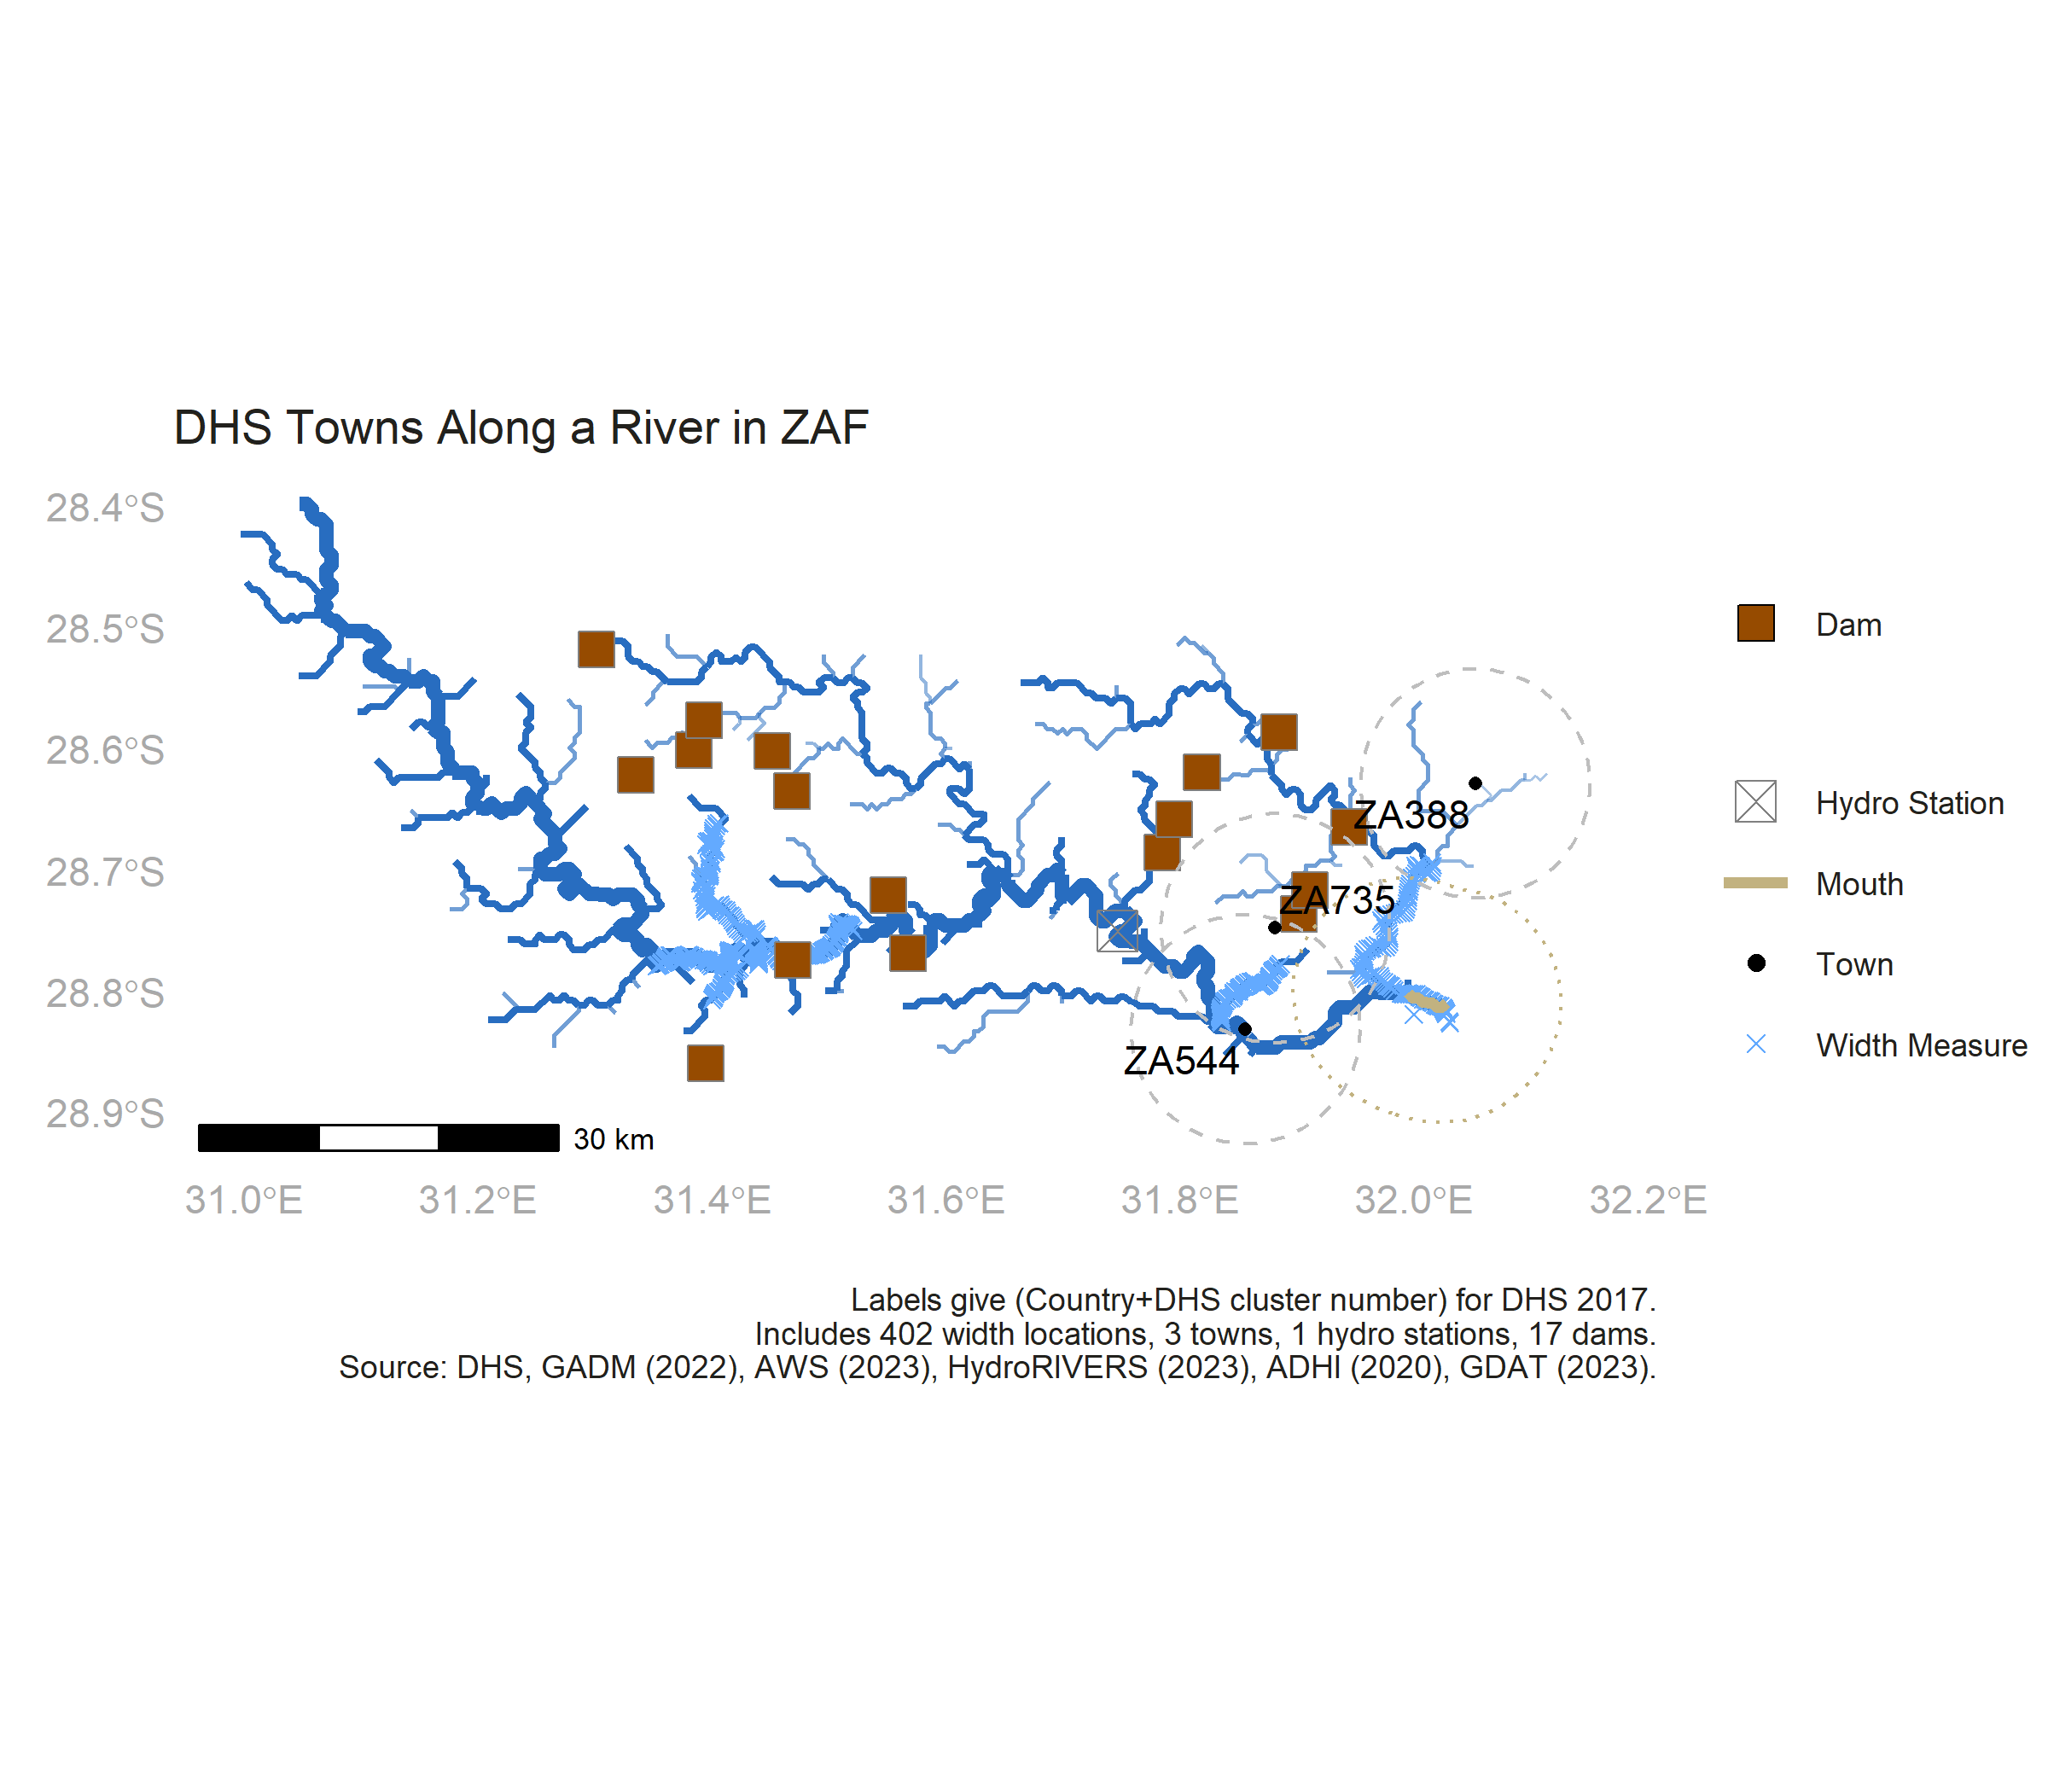 DHS Towns Along a River in ZAF
28.4°S
28.5°S
28.6°S
28.7°S
28.8°S
28.9°S
ZA388
ZA735
ZA544
30 km
31.0°E
31.2°E
31.4°E
31.6°E
31.8°E
32.0°E
32.2°E
Dam
Hydro Station
Mouth
Town
Width Measure
Labels give (Country+DHS cluster number) for DHS 2017.
Includes 402 width locations, 3 towns, 1 hydro stations, 17 dams.
Source: DHS, GADM (2022), AWS (2023), HydroRIVERS (2023), ADHI (2020), GDAT (2023).